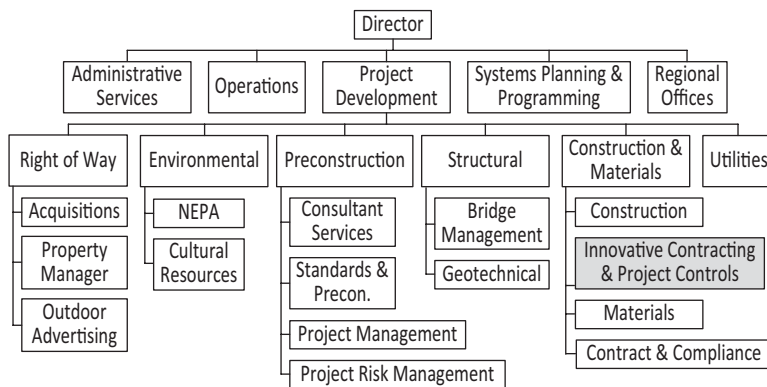 Director
Administrative
Services
Operations
Project
Development
Systems Planning &
Programming
Regional
Offices
Right of Way
Environmental
Preconstruction
Structural
Construction &
Materials
Utilities
Acquisitions
Property
Manager
Outdoor
Advertising
NEPA
Cultural
Resources
Consultant
Services
Standards &
Precon.
Project Management
Project Risk Management
Bridge
Management
Geotechnical
Construction
Innovative Contracting
& Project Controls
Materials
Contract & Compliance